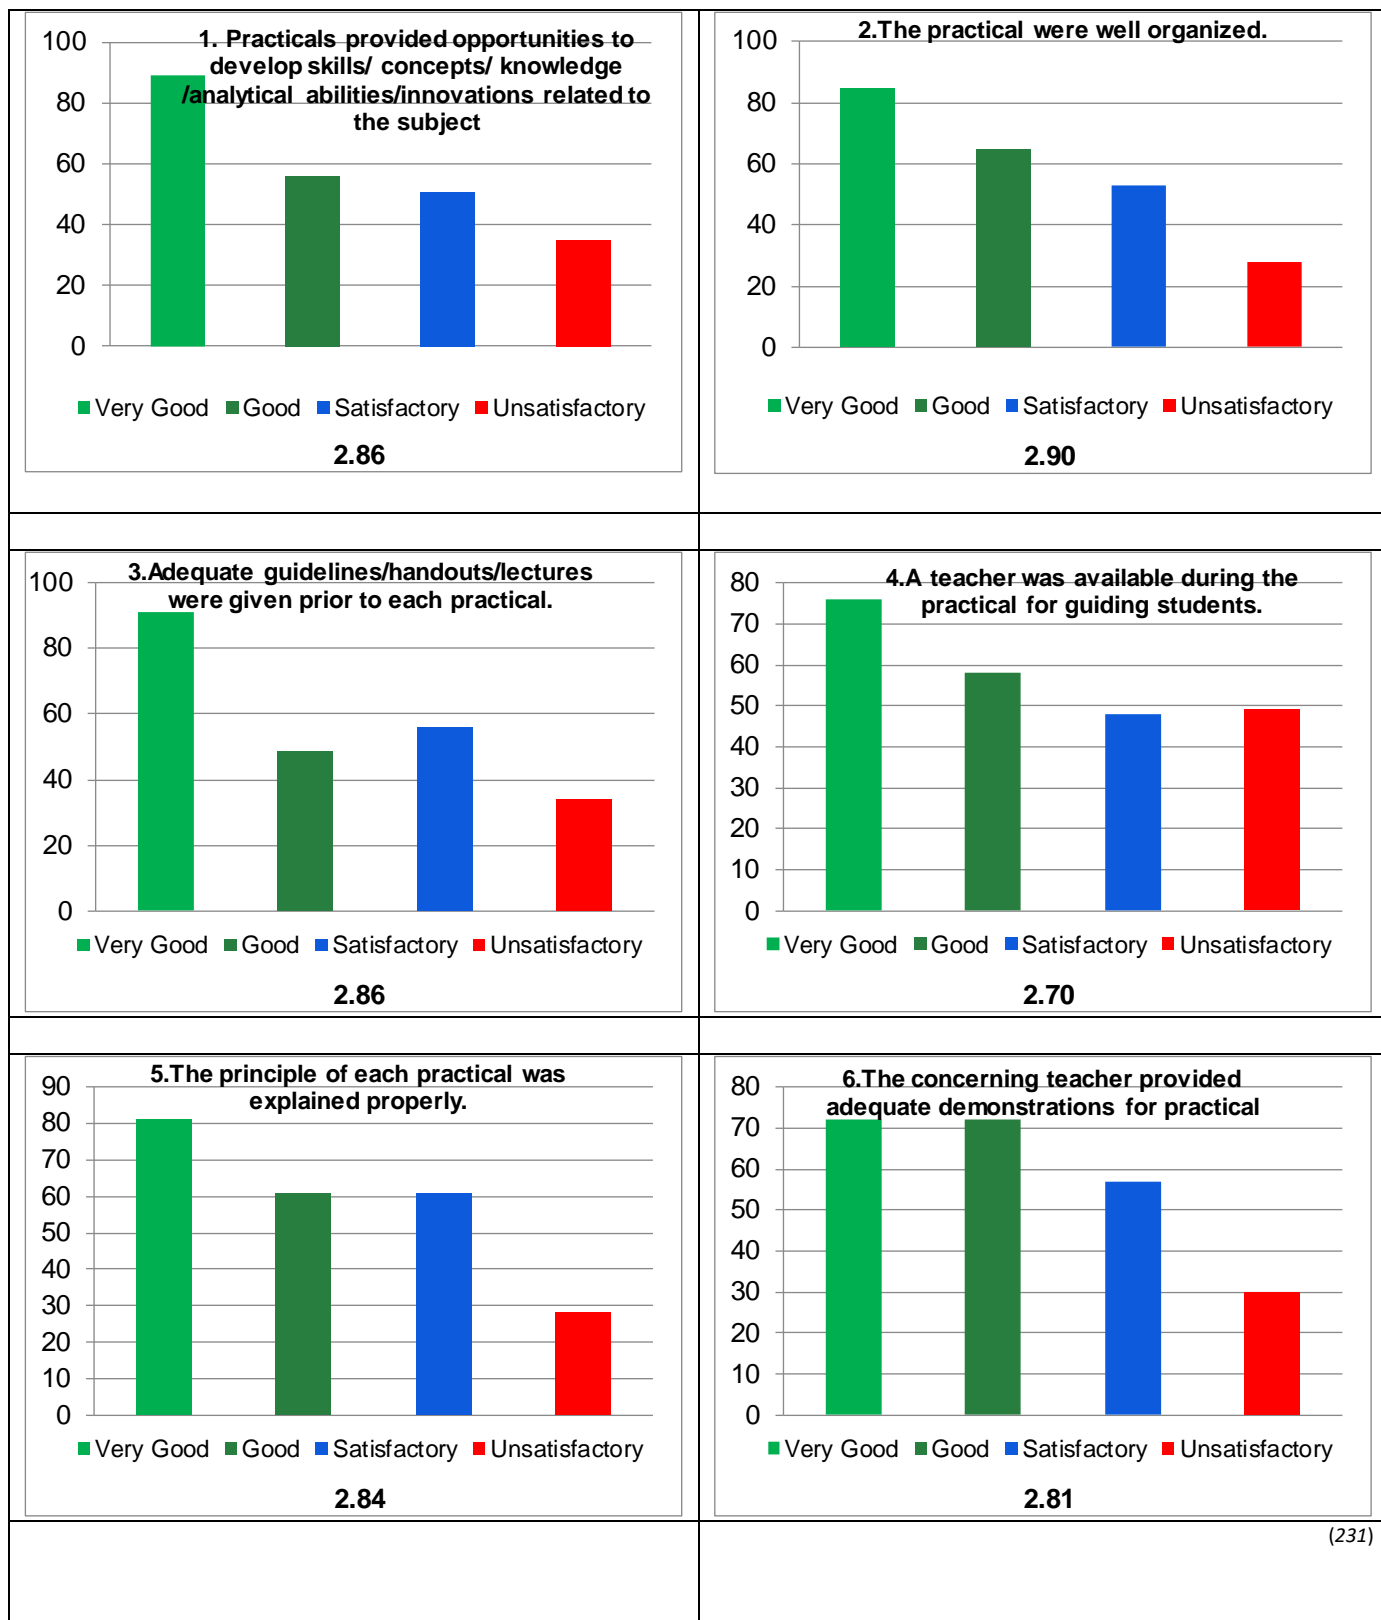 1. Practicals provided opportunities to
develop skills/ concepts/ knowledge
/analytical abilities/innovations related to
the subject
100
80
60
40
20
0
Very Good Good Satisfactory Unsatisfactory
2.86
2.The practical were well organized.
100
80
60
40
20
0
Very Good Good Satisfactory Unsatisfactory
2.90
3.Adequate guidelines/handouts/lectures
were given prior to each practical.
100
80
60
40
20
0
Very Good Good Satisfactory Unsatisfactory
2.86
4.A teacher was available during the
practical for guiding students.
80
70
60
50
40
30
20
10
0
Very Good Good Satisfactory Unsatisfactory
2.70
5.The principle of each practical was
explained properly.
90
80
70
60
50
40
30
20
10
0
Very Good Good Satisfactory Unsatisfactory
2.84
6.The concerning teacher provided
adequate demonstrations for practical
80
70
60
50
40
30
20
10
0
Very Good Good Satisfactory Unsatisfactory
2.81
(231)